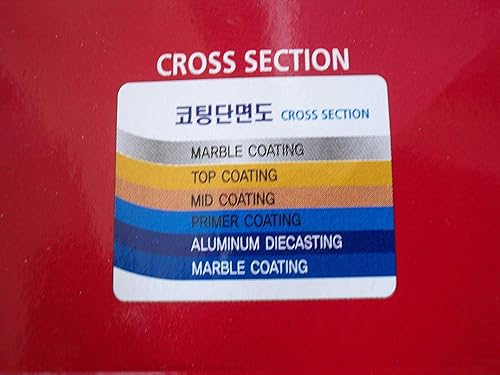 CROSS SECTION
코팅단면도 CROSS SECTION
MARBLE COATING
TOP COATING
MID COATING
PRIMER COATING
ALUMINUM DIECASTING
MARBLE COATING